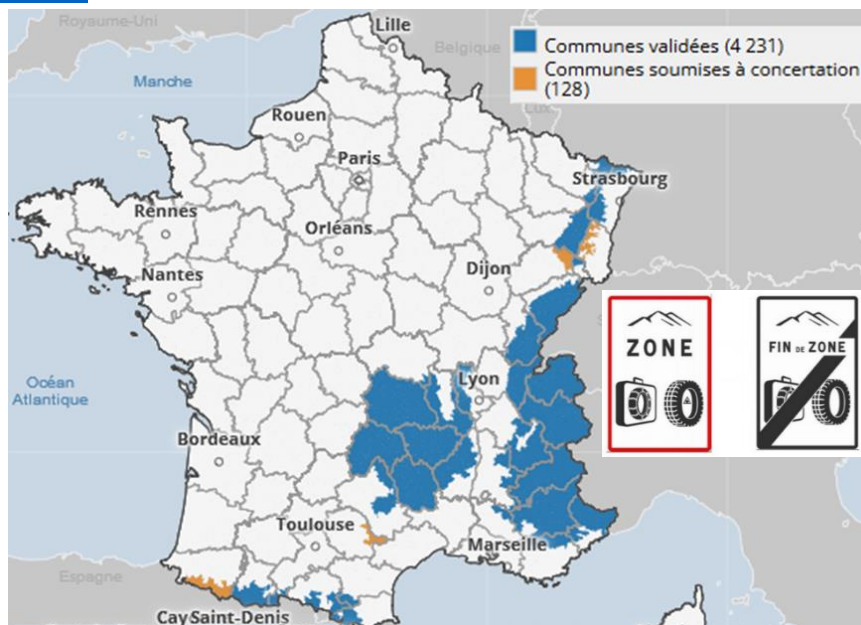 Royaume-Uni
Lille
Belgique
Communes validées (4 231)
Communes soumises à concertation
(128)
Manche
Lux.
Rouen
Paris
Strasbourg
Rennes
Orléans
Dijon
Nantes
ZONE
FIN DE ZONE
Océan
Atlantique
Lyon
Bordeaux
Toulouse
Marseille
Espagne
CaySaint-Denis